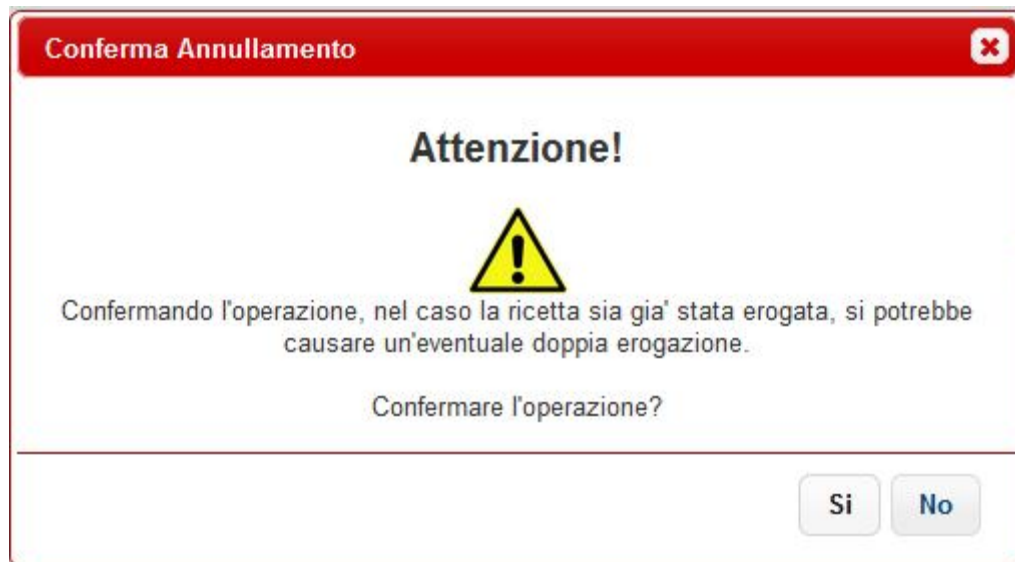 Conferma Annullamento
Attenzione!
Confermando l'operazione, nel caso la ricetta sia gia' stata erogata, si potrebbe
causare un'eventuale doppia erogazione.
Confermare l'operazione?
Si No